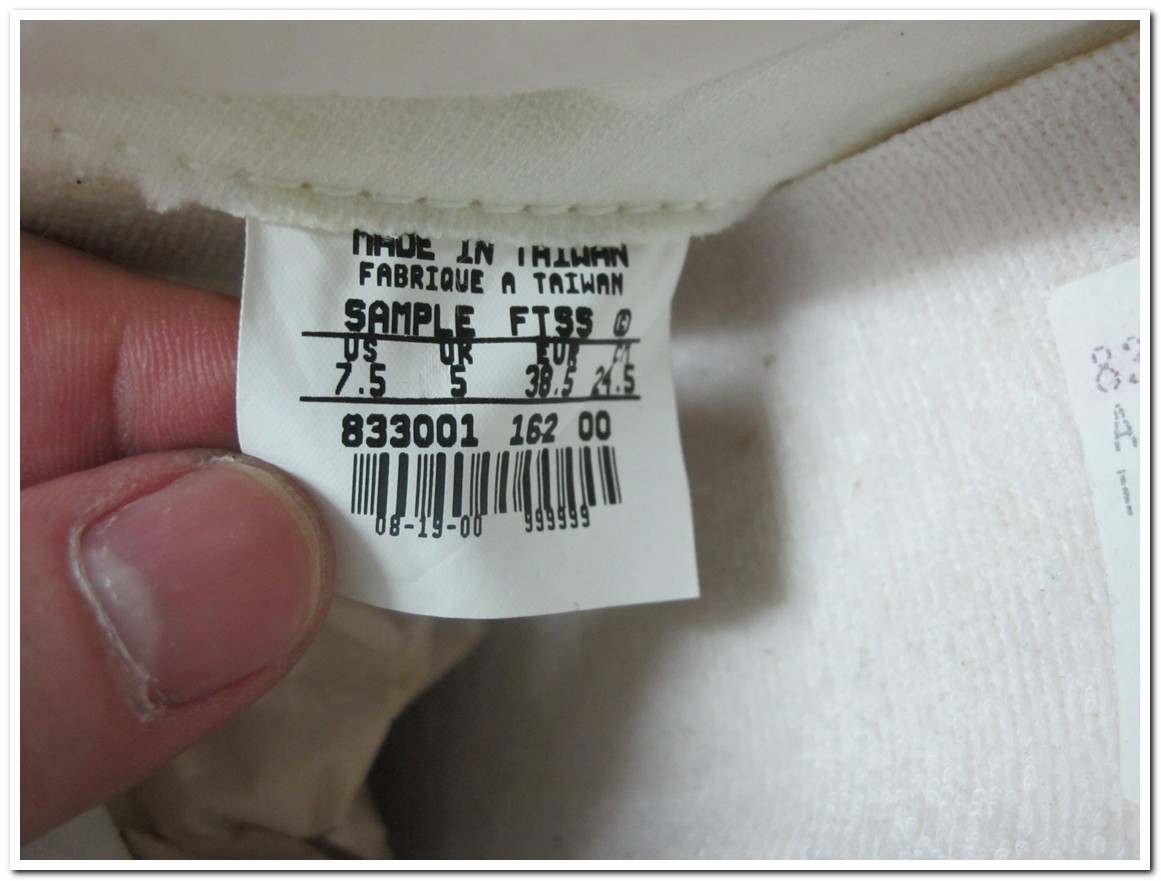 MADE IN TAIWAN
FABRIQUE A TAIWAN
SAMPLE FTSS
US UK EUR CM
7.5 5 38.5 24.5
833001 162 00
08-19-00 999999